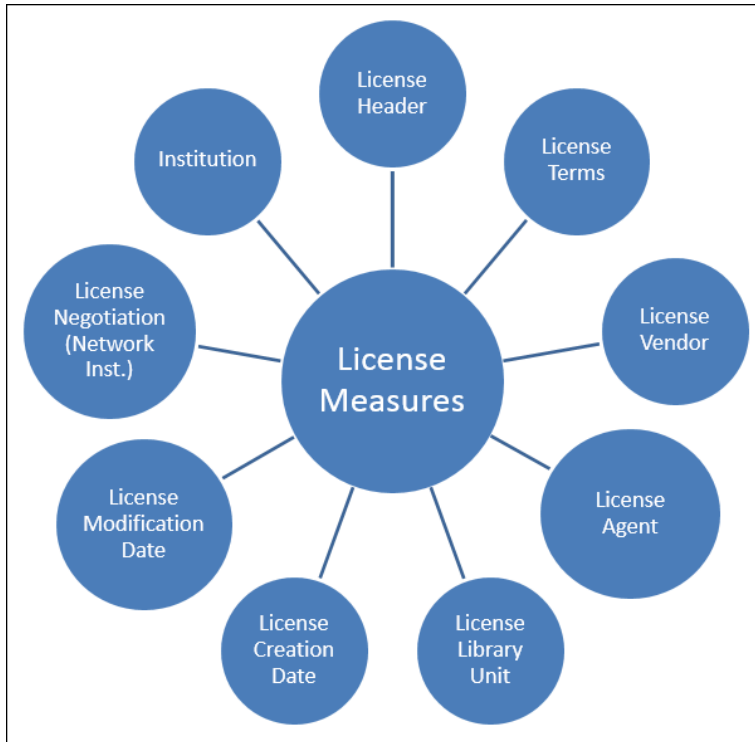 License
Header
Institution
License
Terms
License
Negotiation
(Network
Inst.)
License
Vendor
License
Measures
License
Modification
Date
License
Agent
License
Creation
Date
License
Library
Unit